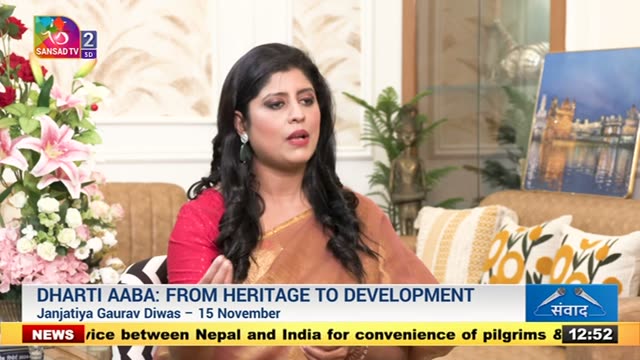 SANSAD TV 2
SD
DHARTI AABA: FROM HERITAGE TO DEVELOPMENT
Janjatiya Gaurav Diwas – 15 November
संवाद
NEWS vice between Nepal and India for convenience of pilgrims & 12:52